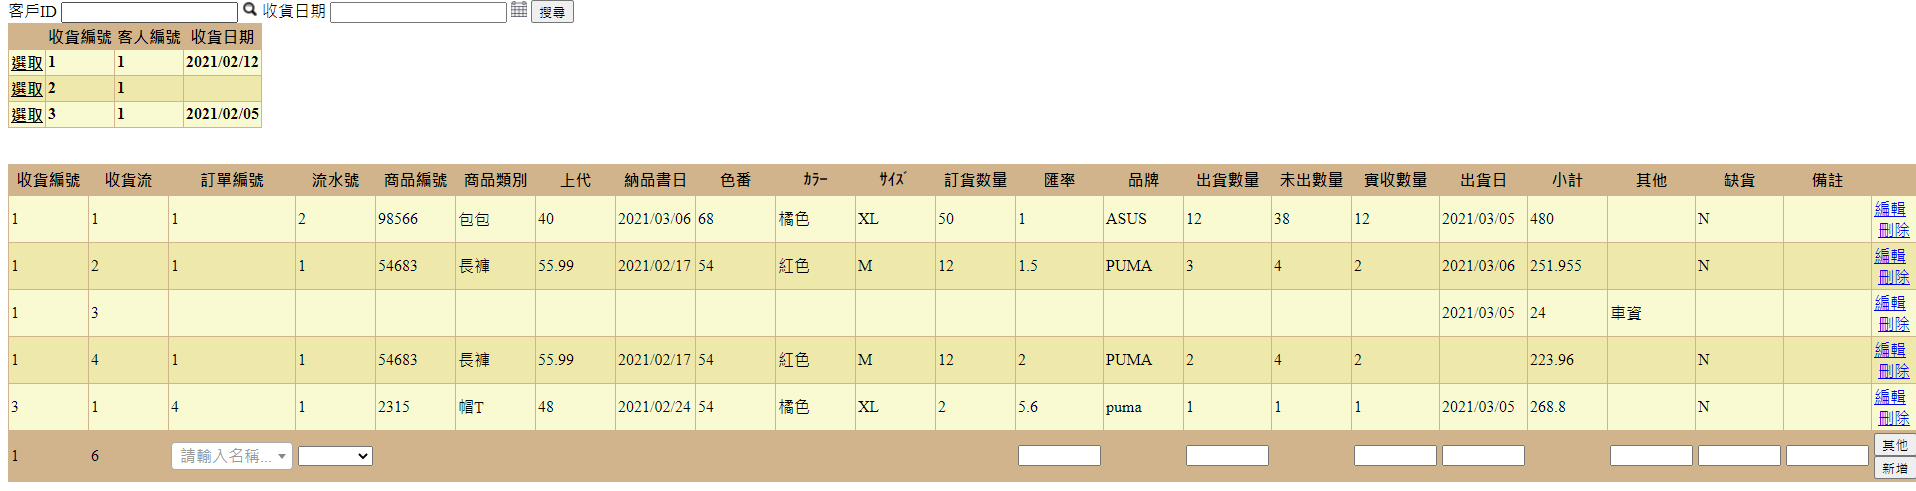 客戶ID 收貨日期 搜尋
收貨編號 客人編號 收貨日期
選取 1 1 2021/02/12
選取 2 1
選取 3 1 2021/02/05
收貨編號 收貨流 訂單編號 流水號 商品編號 商品類別 上代 納品書日 色番 ｶﾗｰ ｻｲｽﾞ 訂貨数量 匯率 品牌 出貨數量 未出數量 實收數量 出貨日 小計 其他 缺貨 備註
1 1 1 2 98566 包包 40 2021/03/06 68 橘色 XL 50 1 ASUS 12 38 12 2021/03/05 480 N 編輯
刪除
1 2 1 1 54683 長褲 55.99 2021/02/17 54 紅色 M 12 1.5 PUMA 3 4 2 2021/03/06 251.955 N 編輯
刪除
1 3 2021/03/05 24 車資 編輯
刪除
1 4 1 1 54683 長褲 55.99 2021/02/17 54 紅色 M 12 2 PUMA 2 4 2 223.96 N 編輯
刪除
3 1 4 1 2315 帽T 48 2021/02/24 54 橘色 XL 2 5.6 puma 1 1 1 2021/03/05 268.8 N 編輯
刪除
1 6 請輸入名稱... 其他
新增